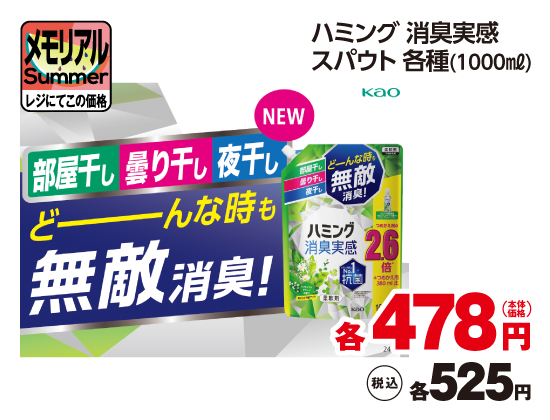 メモリアル
Summer
レジにてこの価格
ハミング 消臭実感
スパウト 各種(1000㎖)
Kao
NEW
部屋干し 曇り干し 夜干し
どーーんな時も
無敵消臭!
部屋干し
曇り干し
夜干し
どーんな時も
無敵
消臭!
ハミング
消臭実感
2.6
倍
No.1
抗菌
柔軟剤
Kao
各478円
(本体価格)
税込 各525円